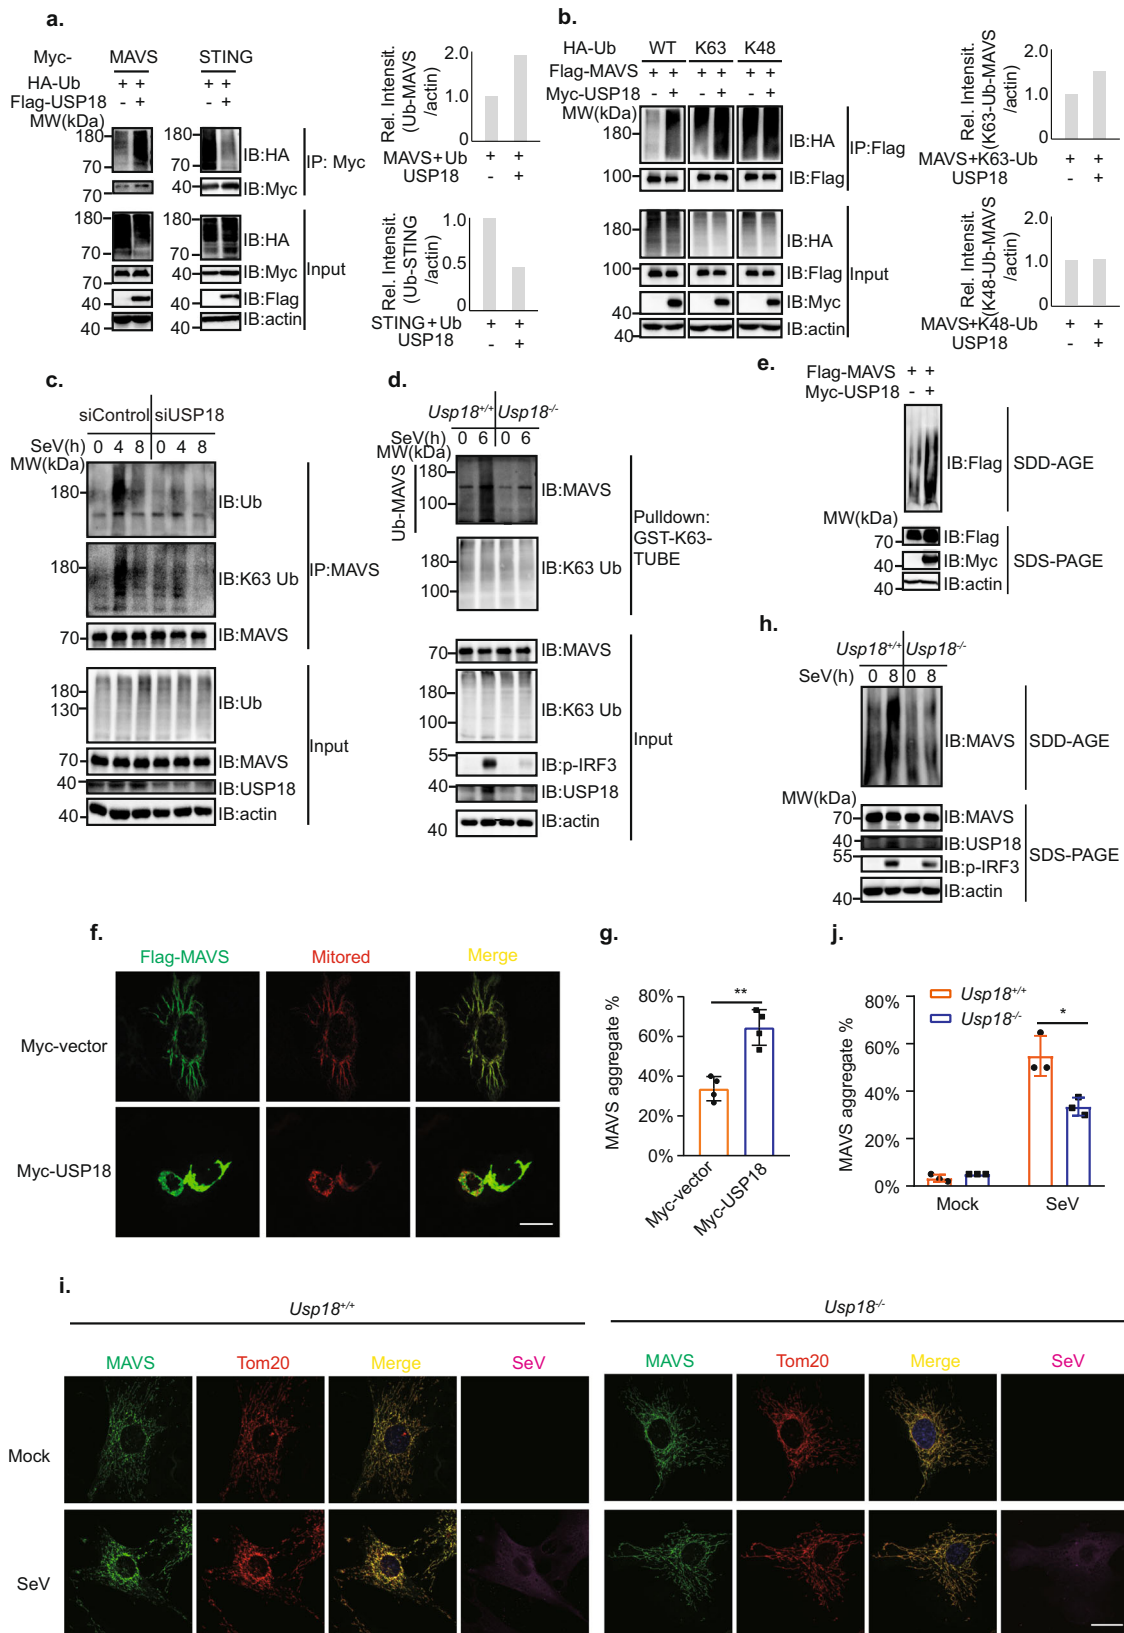 a.
Myc-
MAVS
STING
HA-Ub
+ +
+ +
Flag-USP18
- +
- +
MW(kDa)
180
70
180
70
IB:HA
70
40
IB:Myc
IP: Myc
180
70
180
70
IB:HA
70
40
IB:Myc
40
40
IB:Flag
40
40
IB:actin
Input
Rel. Intensit.
(Ub-MAVS
/actin)
2.0
1.0
0
MAVS+Ub + +
USP18 - +
Rel. Intensit.
(Ub-STING
/actin)
1.0
0.5
0
STING+Ub + +
USP18 - +
b.
HA-Ub
WT
K63
K48
Flag-MAVS + + + + + +
Myc-USP18 - + - + - +
MW(kDa)
180
IB:HA
100
IB:Flag
IP:Flag
180
IB:HA
100
IB:Flag
IB:Myc
40
40
IB:actin
Input
Rel. Intensit.
(K63-Ub-MAVS
/actin)
2.0
1.0
0
MAVS+K63-Ub + +
USP18 - +
Rel. Intensit.
(K48-Ub-MAVS
/actin)
2.0
1.0
0
MAVS+K48-Ub + +
USP18 - +
c.
siControl siUSP18
SeV(h) 0 4 8 0 4 8
MW(kDa)
180
IB:Ub
180
IB:K63 Ub
70
IB:MAVS
IP:MAVS
180
130
IB:Ub
70
IB:MAVS
40
IB:USP18
40
IB:actin
Input
d.
Usp18+/+ Usp18-/-
SeV(h) 0 6 0 6
MW(kDa)
Ub-MAVS
180
100
IB:MAVS
180
100
IB:K63 Ub
Pulldown:
GST-K63-
TUBE
70
IB:MAVS
180
100
IB:K63 Ub
55
IB:p-IRF3
IB:USP18
40
IB:actin
Input
e.
Flag-MAVS + +
Myc-USP18 - +
IB:Flag
SDD-AGE
MW(kDa)
70
IB:Flag
40
IB:Myc
40
IB:actin
SDS-PAGE
h.
Usp18+/+ Usp18-/-
SeV(h) 0 8 0 8
IB:MAVS
SDD-AGE
MW(kDa)
70
IB:MAVS
40
IB:USP18
55
IB:p-IRF3
40
IB:actin
SDS-PAGE
f.
Flag-MAVS
Mitored
Merge
Myc-vector
Myc-USP18
g.
MAVS aggregate %
80%
60%
40%
20%
0%
**
Myc-vector
Myc-USP18
j.
MAVS aggregate %
80%
60%
40%
20%
0%
Usp18+/+
Usp18-/-
*
Mock
SeV
i.
Usp18+/+
Usp18-/-
MAVS
Tom20
Merge
SeV
MAVS
Tom20
Merge
SeV
Mock
SeV